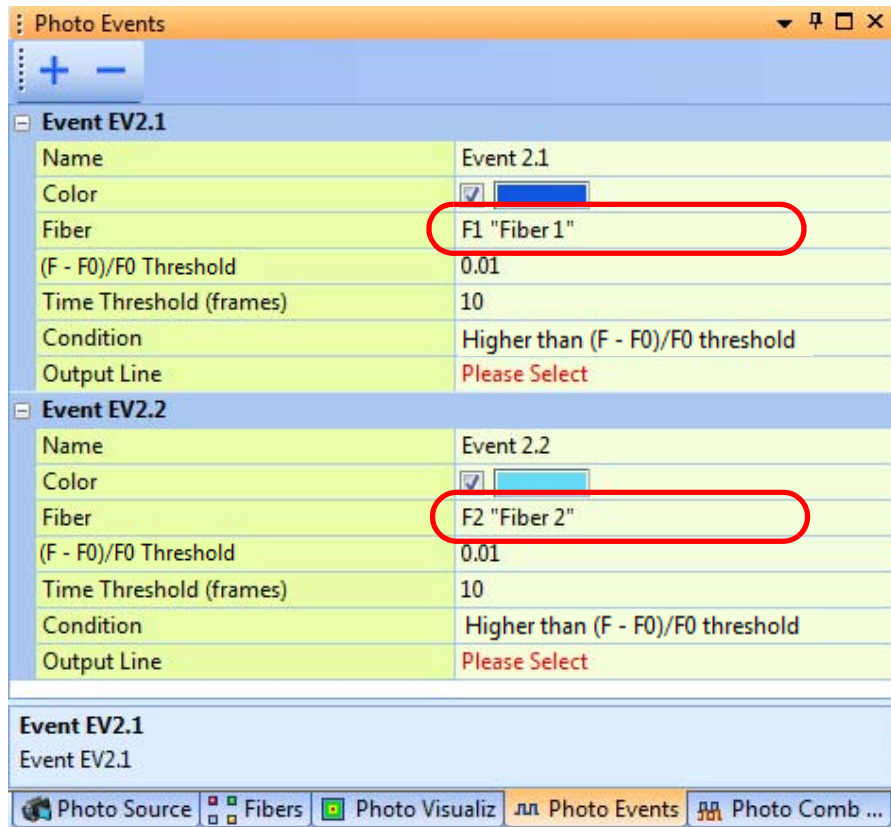 Photo Events
Event EV2.1
Name Event 2.1
Color
Fiber F1 "Fiber 1"
(F - F0)/F0 Threshold 0.01
Time Threshold (frames) 10
Condition Higher than (F - F0)/F0 threshold
Output Line Please Select
Event EV2.2
Name Event 2.2
Color
Fiber F2 "Fiber 2"
(F - F0)/F0 Threshold 0.01
Time Threshold (frames) 10
Condition Higher than (F - F0)/F0 threshold
Output Line Please Select
Event EV2.1
Event EV2.1
Photo Source Fibers Photo Visualiz Photo Events Photo Comb ...